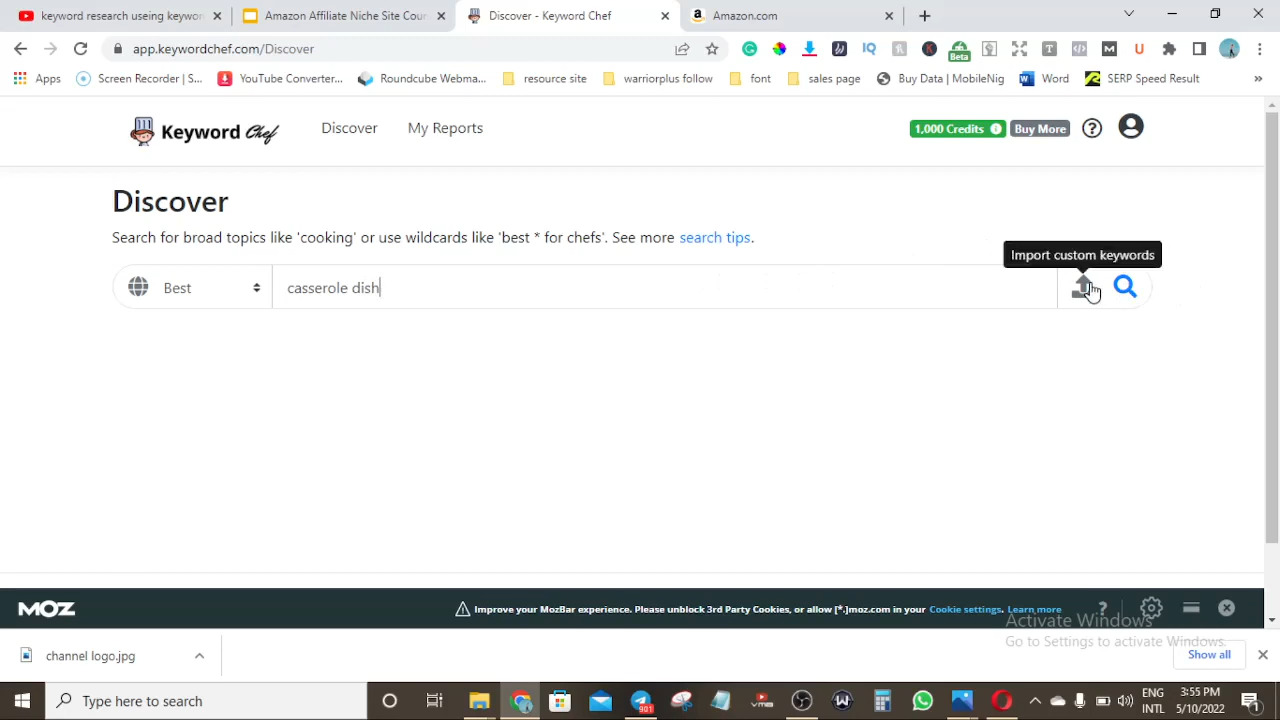 keyword research using keywor
Amazon Affiliate Niche Site Cour
Discover - Keyword Chef
Amazon.com
app.keywordchef.com/Discover
Beta
Apps
Screen Recorder | S...
YouTube Converter...
Roundcube Webma...
resource site
warriorplus follow
font
sales page
Buy Data | MobileNig
Word
SERP Speed Result
Keyword Chef
Discover
My Reports
1,000 Credits
Buy More
Discover
Search for broad topics like 'cooking' or use wildcards like 'best * for chefs'. See more search tips.
Import custom keywords
Best
casserole dish
MOZ
Improve your MozBar experience. Please unblock 3rd Party Cookies, or allow [*.]moz.com in your Cookie settings. Learn more
Activate Windows
Go to Settings to activate Windows.
channel logo.jpg
Show all
Type here to search
901
ENG
INTL
3:55 PM
5/10/2022
1